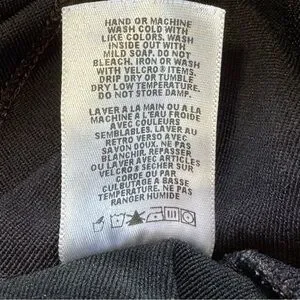 HAND OR MACHINE
WASH COLD WITH
LIKE COLORS. WASH
INSIDE OUT WITH
MILD SOAP. DO NOT
BLEACH, IRON OR WASH
WITH VELCRO® ITEMS.
DRIP DRY OR TUMBLE
DRY LOW TEMPERATURE.
DO NOT STORE DAMP.
LAVER A LA MAIN OU A LA
MACHINE A L'EAU FROIDE
AVEC COULEURS
SEMBLABLES. LAVER AU
RETRO VERSO AVEC
SAVON DOUX. NE PAS
BLANCHIR, REPASSER
OU LAVER AVEC ARTICLES
VELCRO® SECHER SUR
CORDE OU PAR
CULBUTAGE A BASSE
TEMPERATURE. NE PAS
RANGER HUMIDE